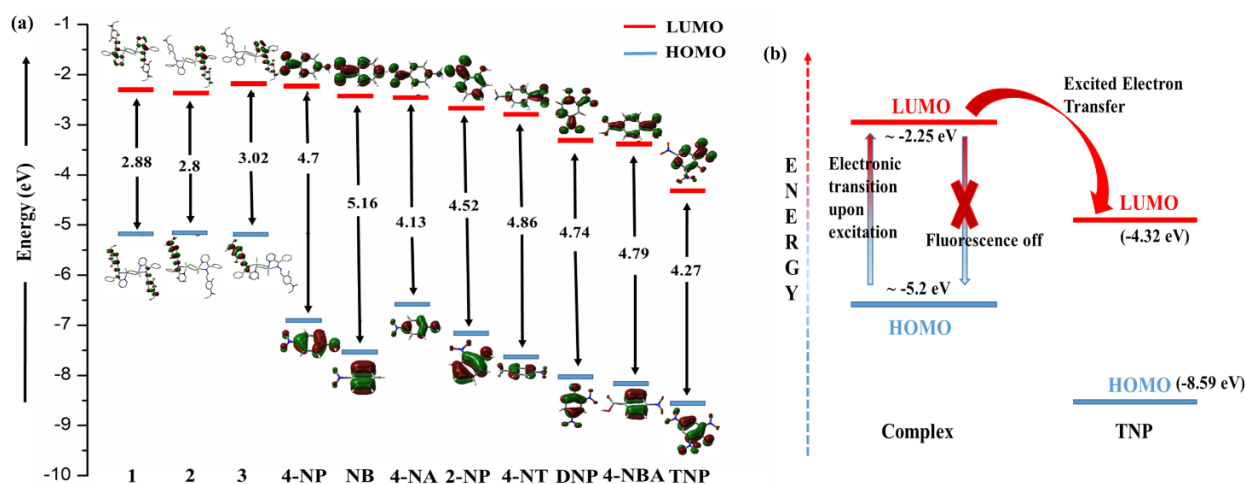 (a)
LUMO
HOMO
Energy (eV)
-1
-2
-3
-4
-5
-6
-7
-8
-9
-10
2.88
2.8
3.02
4.7
5.16
4.13
4.52
4.86
4.74
4.79
4.27
1 2 3 4-NP NB 4-NA 2-NP 4-NT DNP 4-NBA TNP
(b)
ENERGY
LUMO
~ -2.25 eV
Electronic
transition
upon
excitation
Excited Electron
Transfer
Fluorescence off
~ -5.2 eV
HOMO
LUMO
(-4.32 eV)
HOMO (-8.59 eV)
Complex
TNP